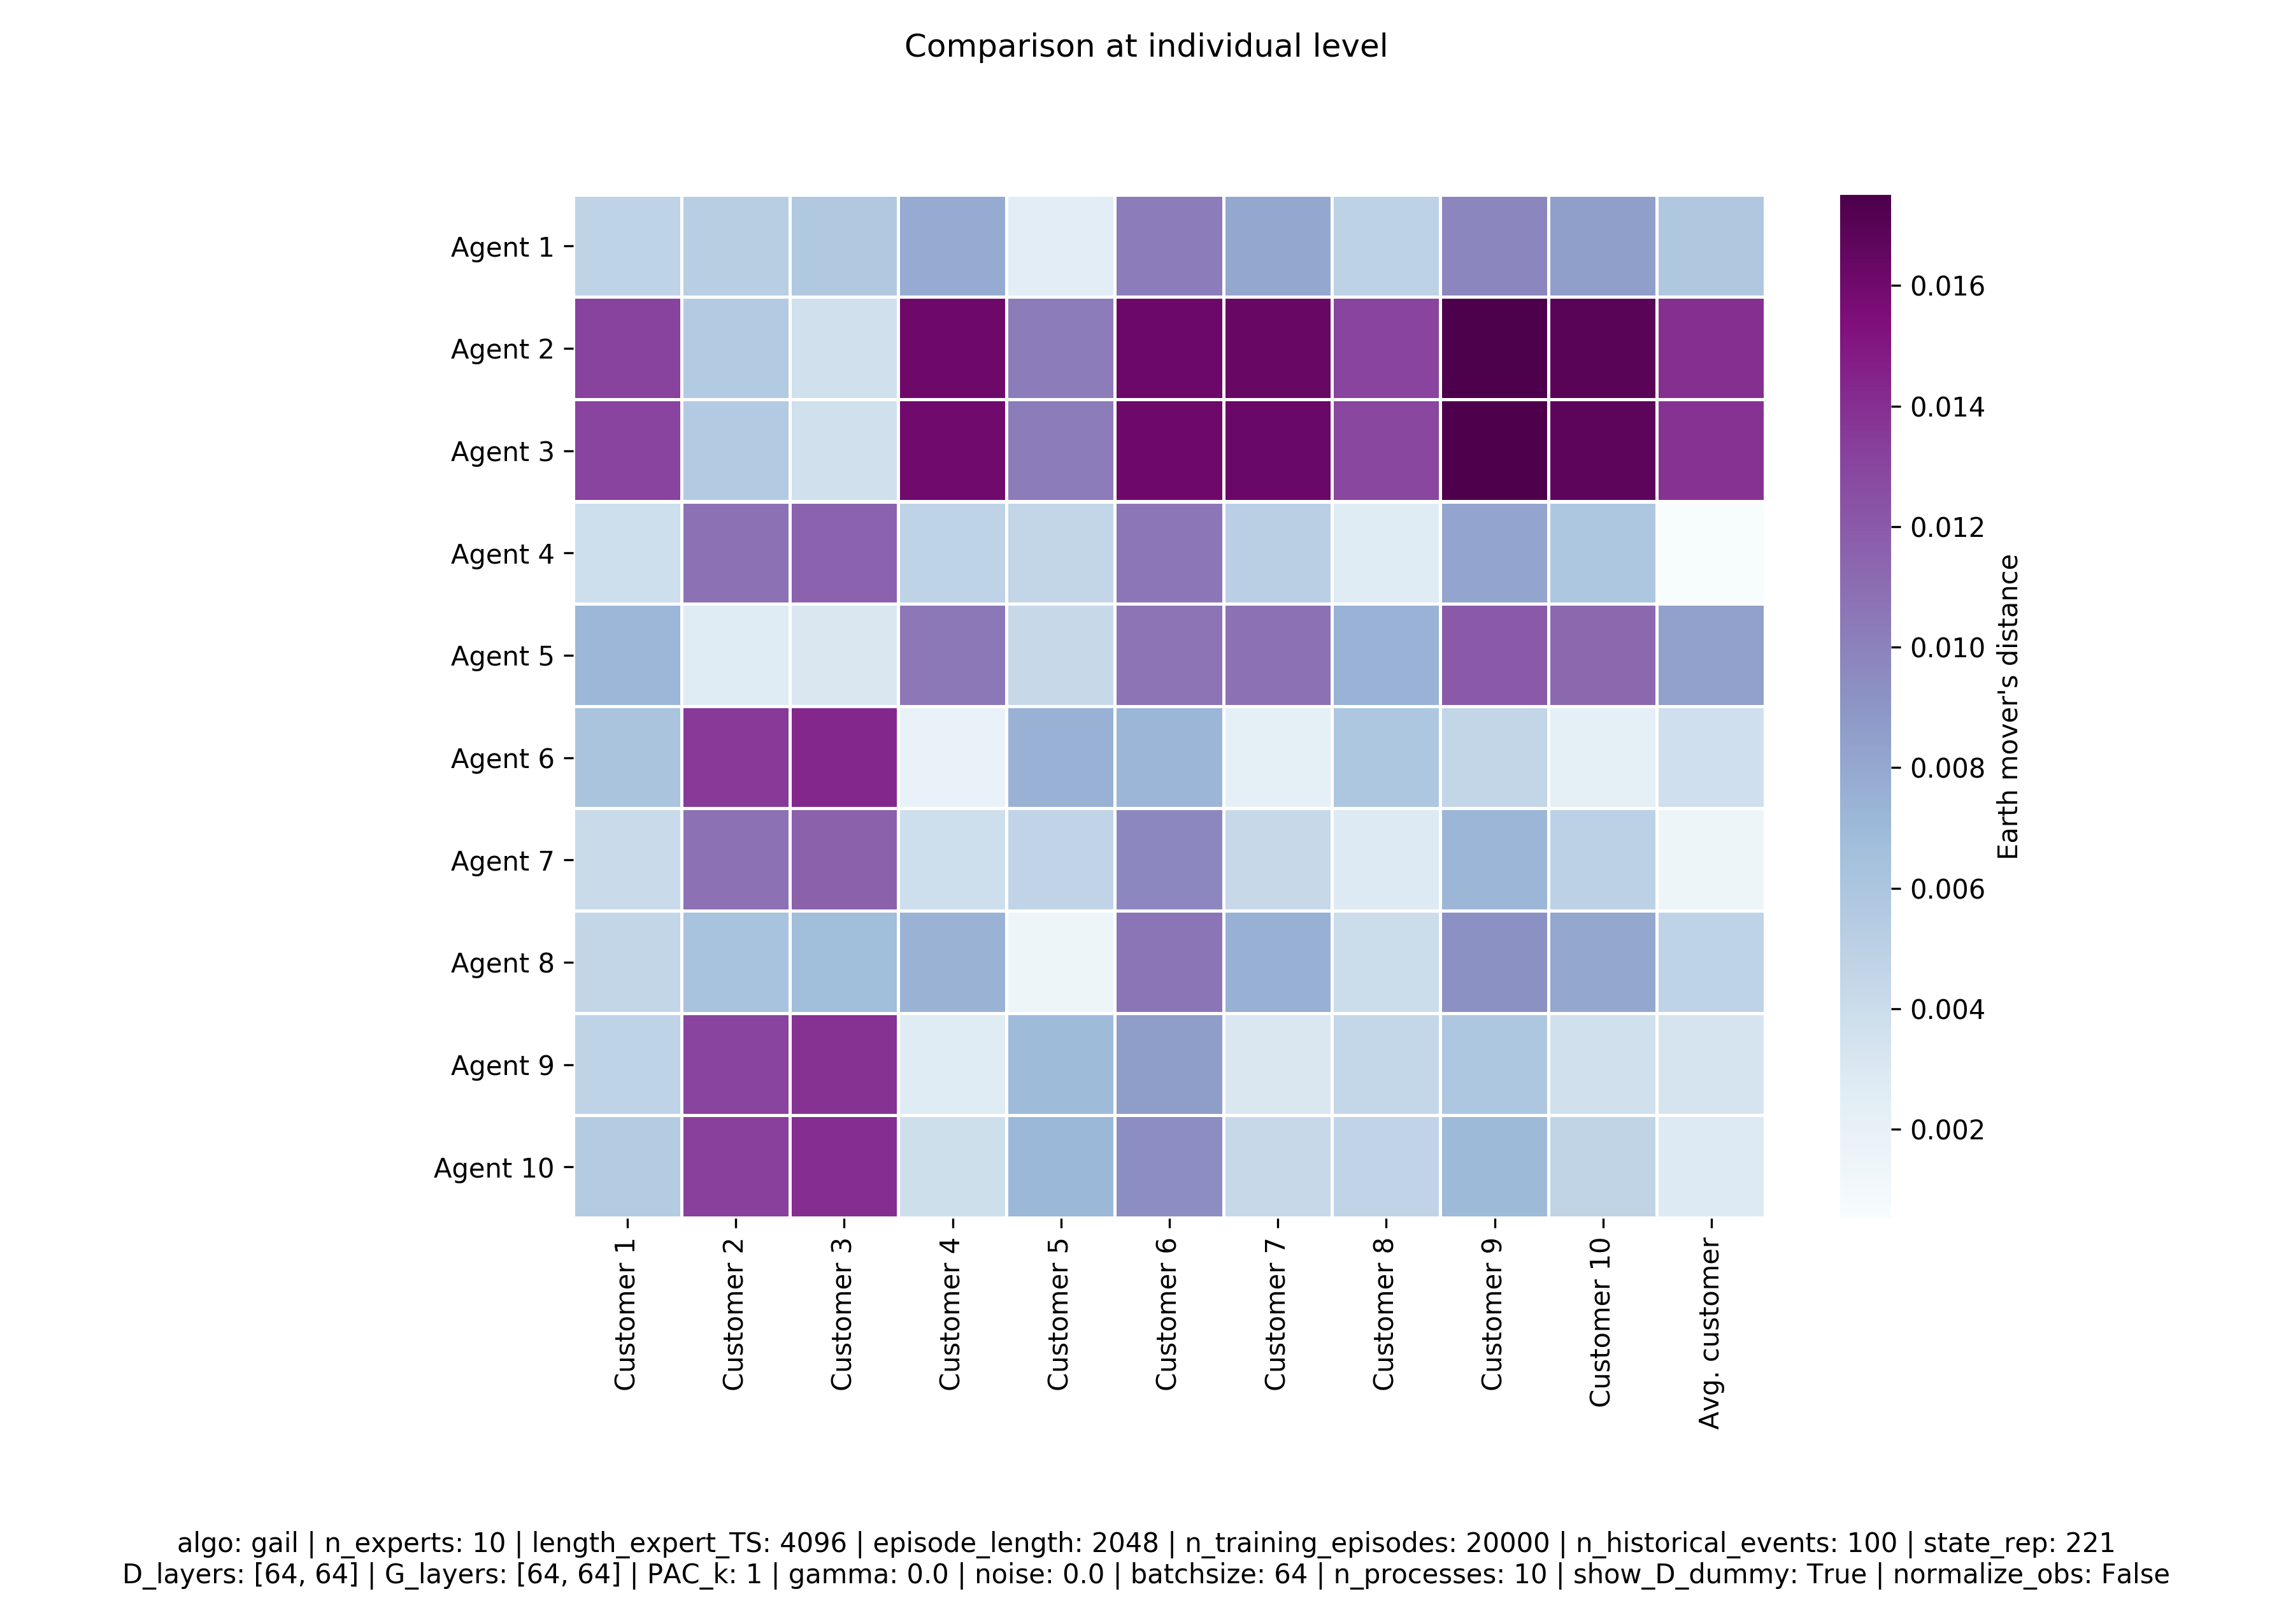 Comparison at individual level
Agent 1
Agent 2
Agent 3
Agent 4
Agent 5
Agent 6
Agent 7
Agent 8
Agent 9
Agent 10
Customer 1
Customer 2
Customer 3
Customer 4
Customer 5
Customer 6
Customer 7
Customer 8
Customer 9
Customer 10
Avg. customer
0.016
0.014
0.012
0.010
0.008
0.006
0.004
0.002
Earth mover's distance
algo: gail | n_experts: 10 | length_expert_TS: 4096 | episode_length: 2048 | n_training_episodes: 20000 | n_historical_events: 100 | state_rep: 221
D_layers: [64, 64] | G_layers: [64, 64] | PAC_k: 1 | gamma: 0.0 | noise: 0.0 | batchsize: 64 | n_processes: 10 | show_D_dummy: True | normalize_obs: False